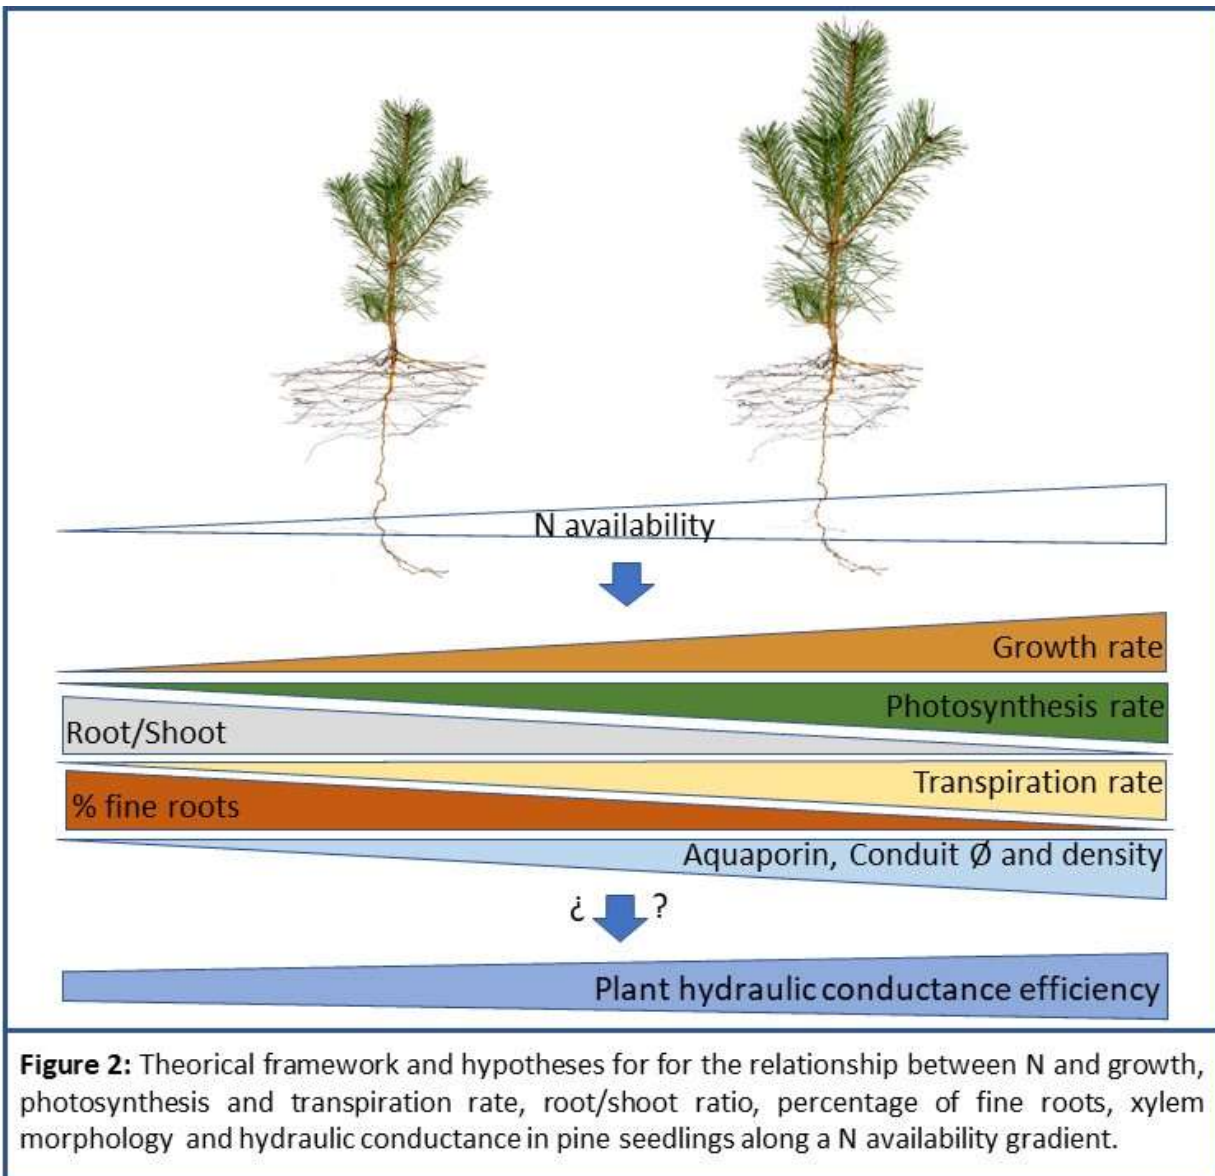 N availability
Growth rate
Photosynthesis rate
Root/Shoot
Transpiration rate
% fine roots
Aquaporin, Conduit Ø and density
¿ ?
Plant hydraulic conductance efficiency
Figure 2: Theorical framework and hypotheses for for the relationship between N and growth,
photosynthesis and transpiration rate, root/shoot ratio, percentage of fine roots, xylem
morphology and hydraulic conductance in pine seedlings along a N availability gradient.